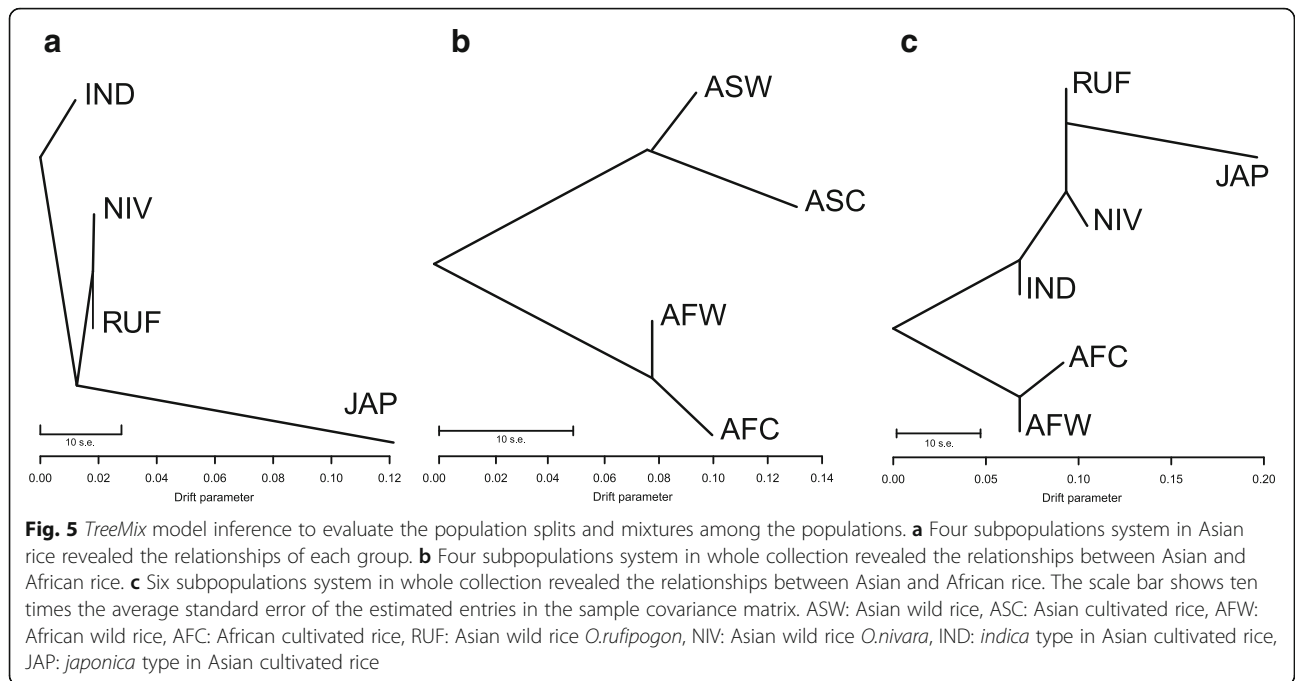 a
b
c
IND
NIV
RUF
JAP
10 s.e.
0.00 0.02 0.04 0.06 0.08 0.10 0.12
Drift parameter
ASW
ASC
AFW
AFC
10 s.e.
0.00 0.02 0.04 0.06 0.08 0.10 0.12 0.14
Drift parameter
RUF
JAP
NIV
IND
AFC
AFW
10 s.e.
0.00 0.05 0.10 0.15 0.20
Drift parameter
Fig. 5 TreeMix model inference to evaluate the population splits and mixtures among the populations. a Four subpopulations system in Asian
rice revealed the relationships of each group. b Four subpopulations system in whole collection revealed the relationships between Asian and
African rice. c Six subpopulations system in whole collection revealed the relationships between Asian and African rice. The scale bar shows ten
times the average standard error of the estimated entries in the sample covariance matrix. ASW: Asian wild rice, ASC: Asian cultivated rice, AFW:
African wild rice, AFC: African cultivated rice, RUF: Asian wild rice O.rufipogon, NIV: Asian wild rice O.nivara, IND: indica type in Asian cultivated rice,
JAP: japonica type in Asian cultivated rice